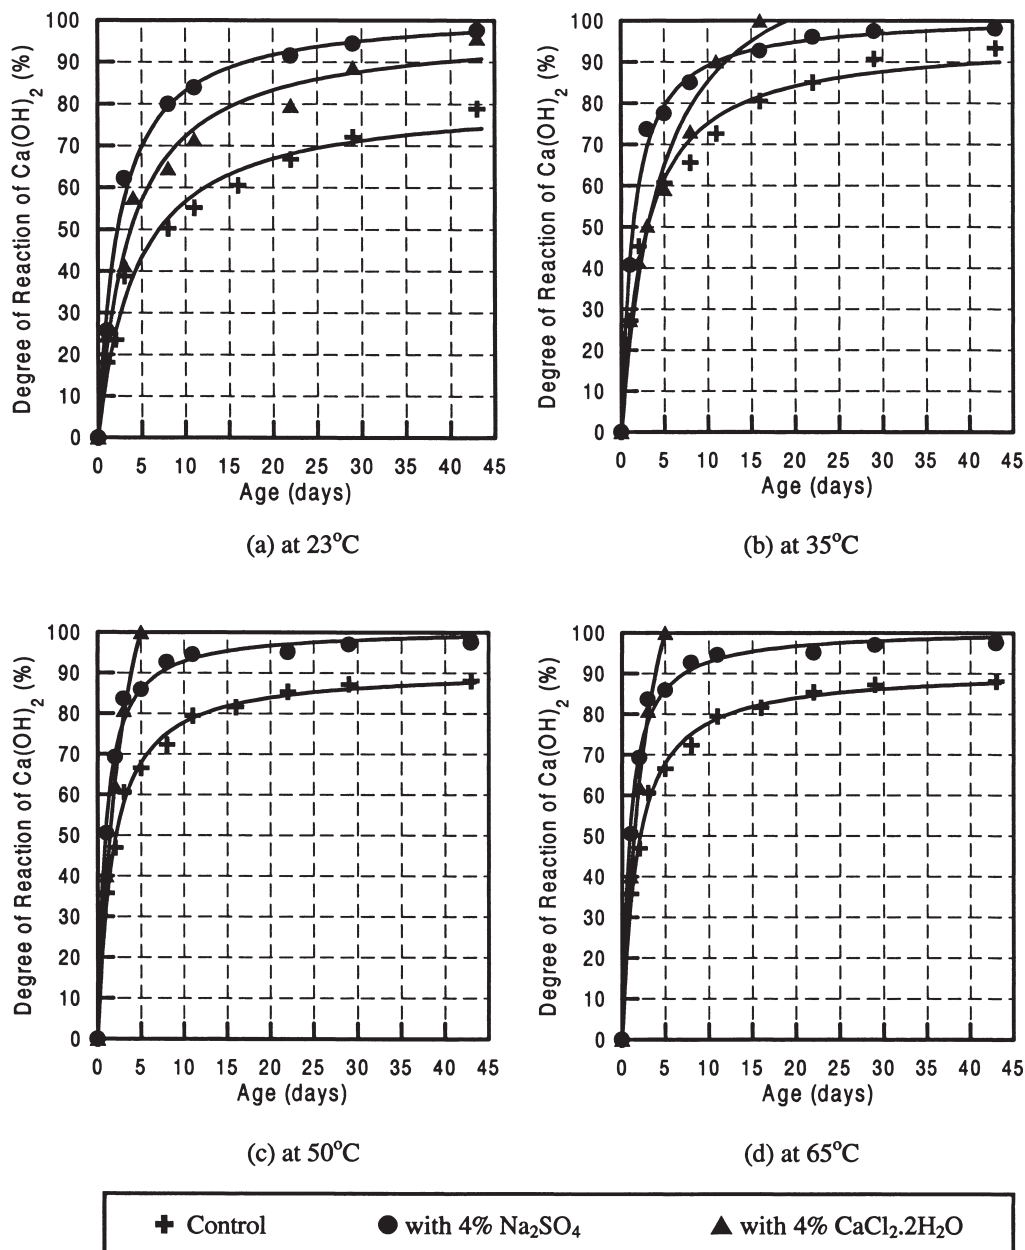 Degree of Reaction of Ca(OH)2 (%)
100
90
80
70
60
50
40
30
20
10
0
0 5 10 15 20 25 30 35 40 45
Age (days)
(a) at 23°C
Degree of Reaction of Ca(OH)2 (%)
100
90
80
70
60
50
40
30
20
10
0
0 5 10 15 20 25 30 35 40 45
Age (days)
(b) at 35°C
Degree of Reaction of Ca(OH)2 (%)
100
90
80
70
60
50
40
30
20
10
0
0 5 10 15 20 25 30 35 40 45
Age (days)
(c) at 50°C
Degree of Reaction of Ca(OH)2 (%)
100
90
80
70
60
50
40
30
20
10
0
0 5 10 15 20 25 30 35 40 45
Age (days)
(d) at 65°C
Control with 4% Na2SO4 with 4% CaCl2.2H2O